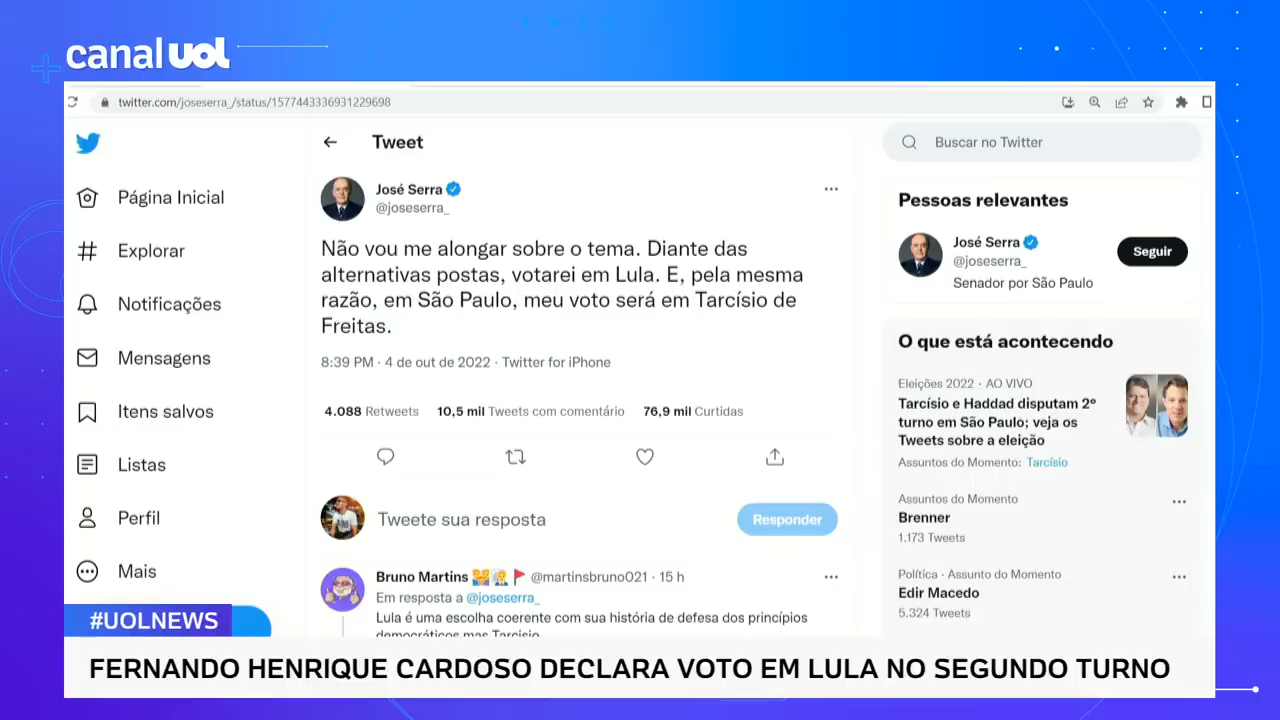 canal uol
twitter.com/joseserra_/status/1577443336931229698
Tweet
Buscar no Twitter
Página Inicial
Explorar
Notificações
Mensagens
Itens salvos
Listas
Perfil
Mais
José Serra
@joseserra_
Não vou me alongar sobre o tema. Diante das
alternativas postas, votarei em Lula. E, pela mesma
razão, em São Paulo, meu voto será em Tarcísio de
Freitas.
8:39 PM · 4 de out de 2022 · Twitter for iPhone
4.088 Retweets 10,5 mil Tweets com comentário 76,9 mil Curtidas
Tweete sua resposta
Responder
Bruno Martins @martinsbruno021 · 15 h
Em resposta a @joseserra_
Lula é uma escolha coerente com sua história de defesa dos princípios
democráticos mas Tarcisio
Pessoas relevantes
José Serra
@joseserra_
Senador por São Paulo
Seguir
O que está acontecendo
Eleições 2022 · AO VIVO
Tarcísio e Haddad disputam 2º
turno em São Paulo; veja os
Tweets sobre a eleição
Assuntos do Momento: Tarcísio
Assuntos do Momento
Brenner
1.173 Tweets
Política · Assunto do Momento
Edir Macedo
5.324 Tweets
#UOLNEWS
FERNANDO HENRIQUE CARDOSO DECLARA VOTO EM LULA NO SEGUNDO TURNO